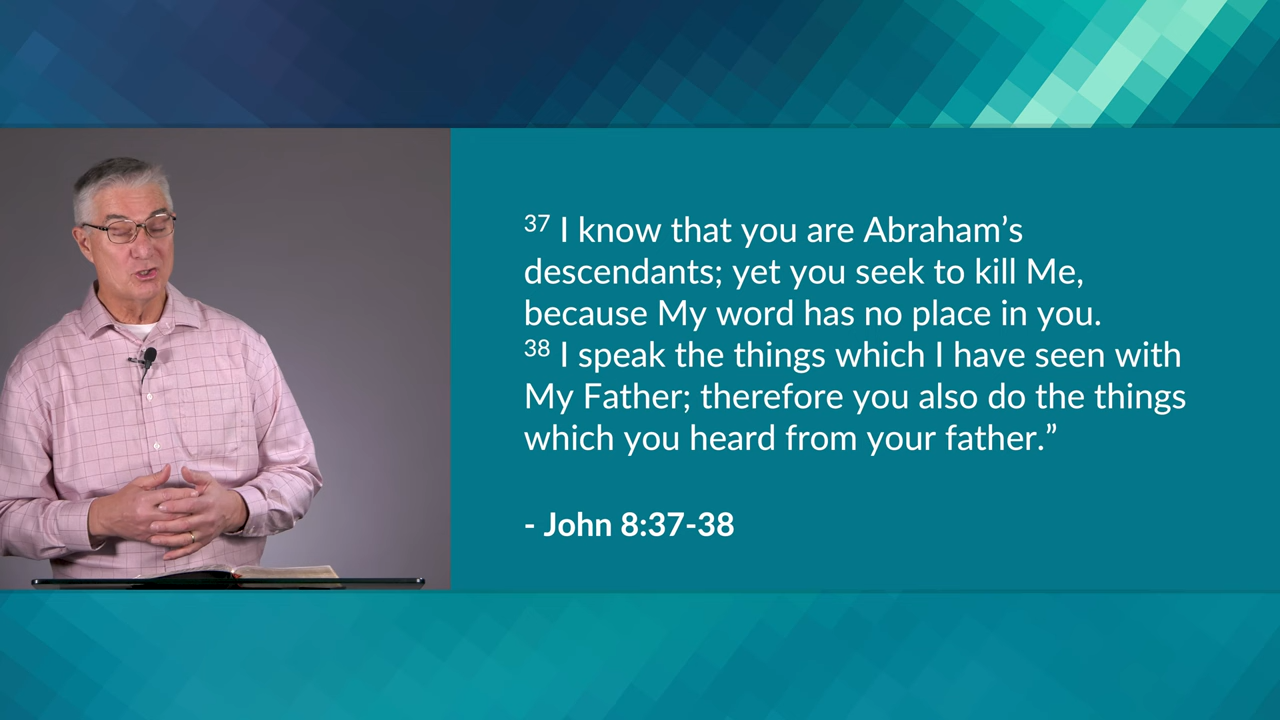 37 I know that you are Abraham’s
descendants; yet you seek to kill Me,
because My word has no place in you.
38 I speak the things which I have seen with
My Father; therefore you also do the things
which you heard from your father.”
- John 8:37-38